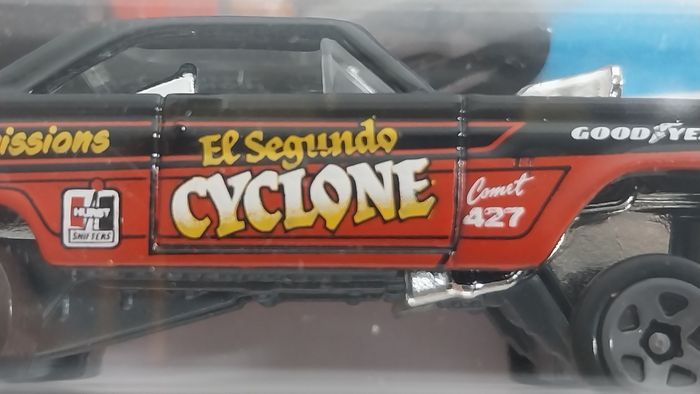 issions
El Segundo
CYCLONE
HURST
SHIFTERS
Comet
427
GOODYE